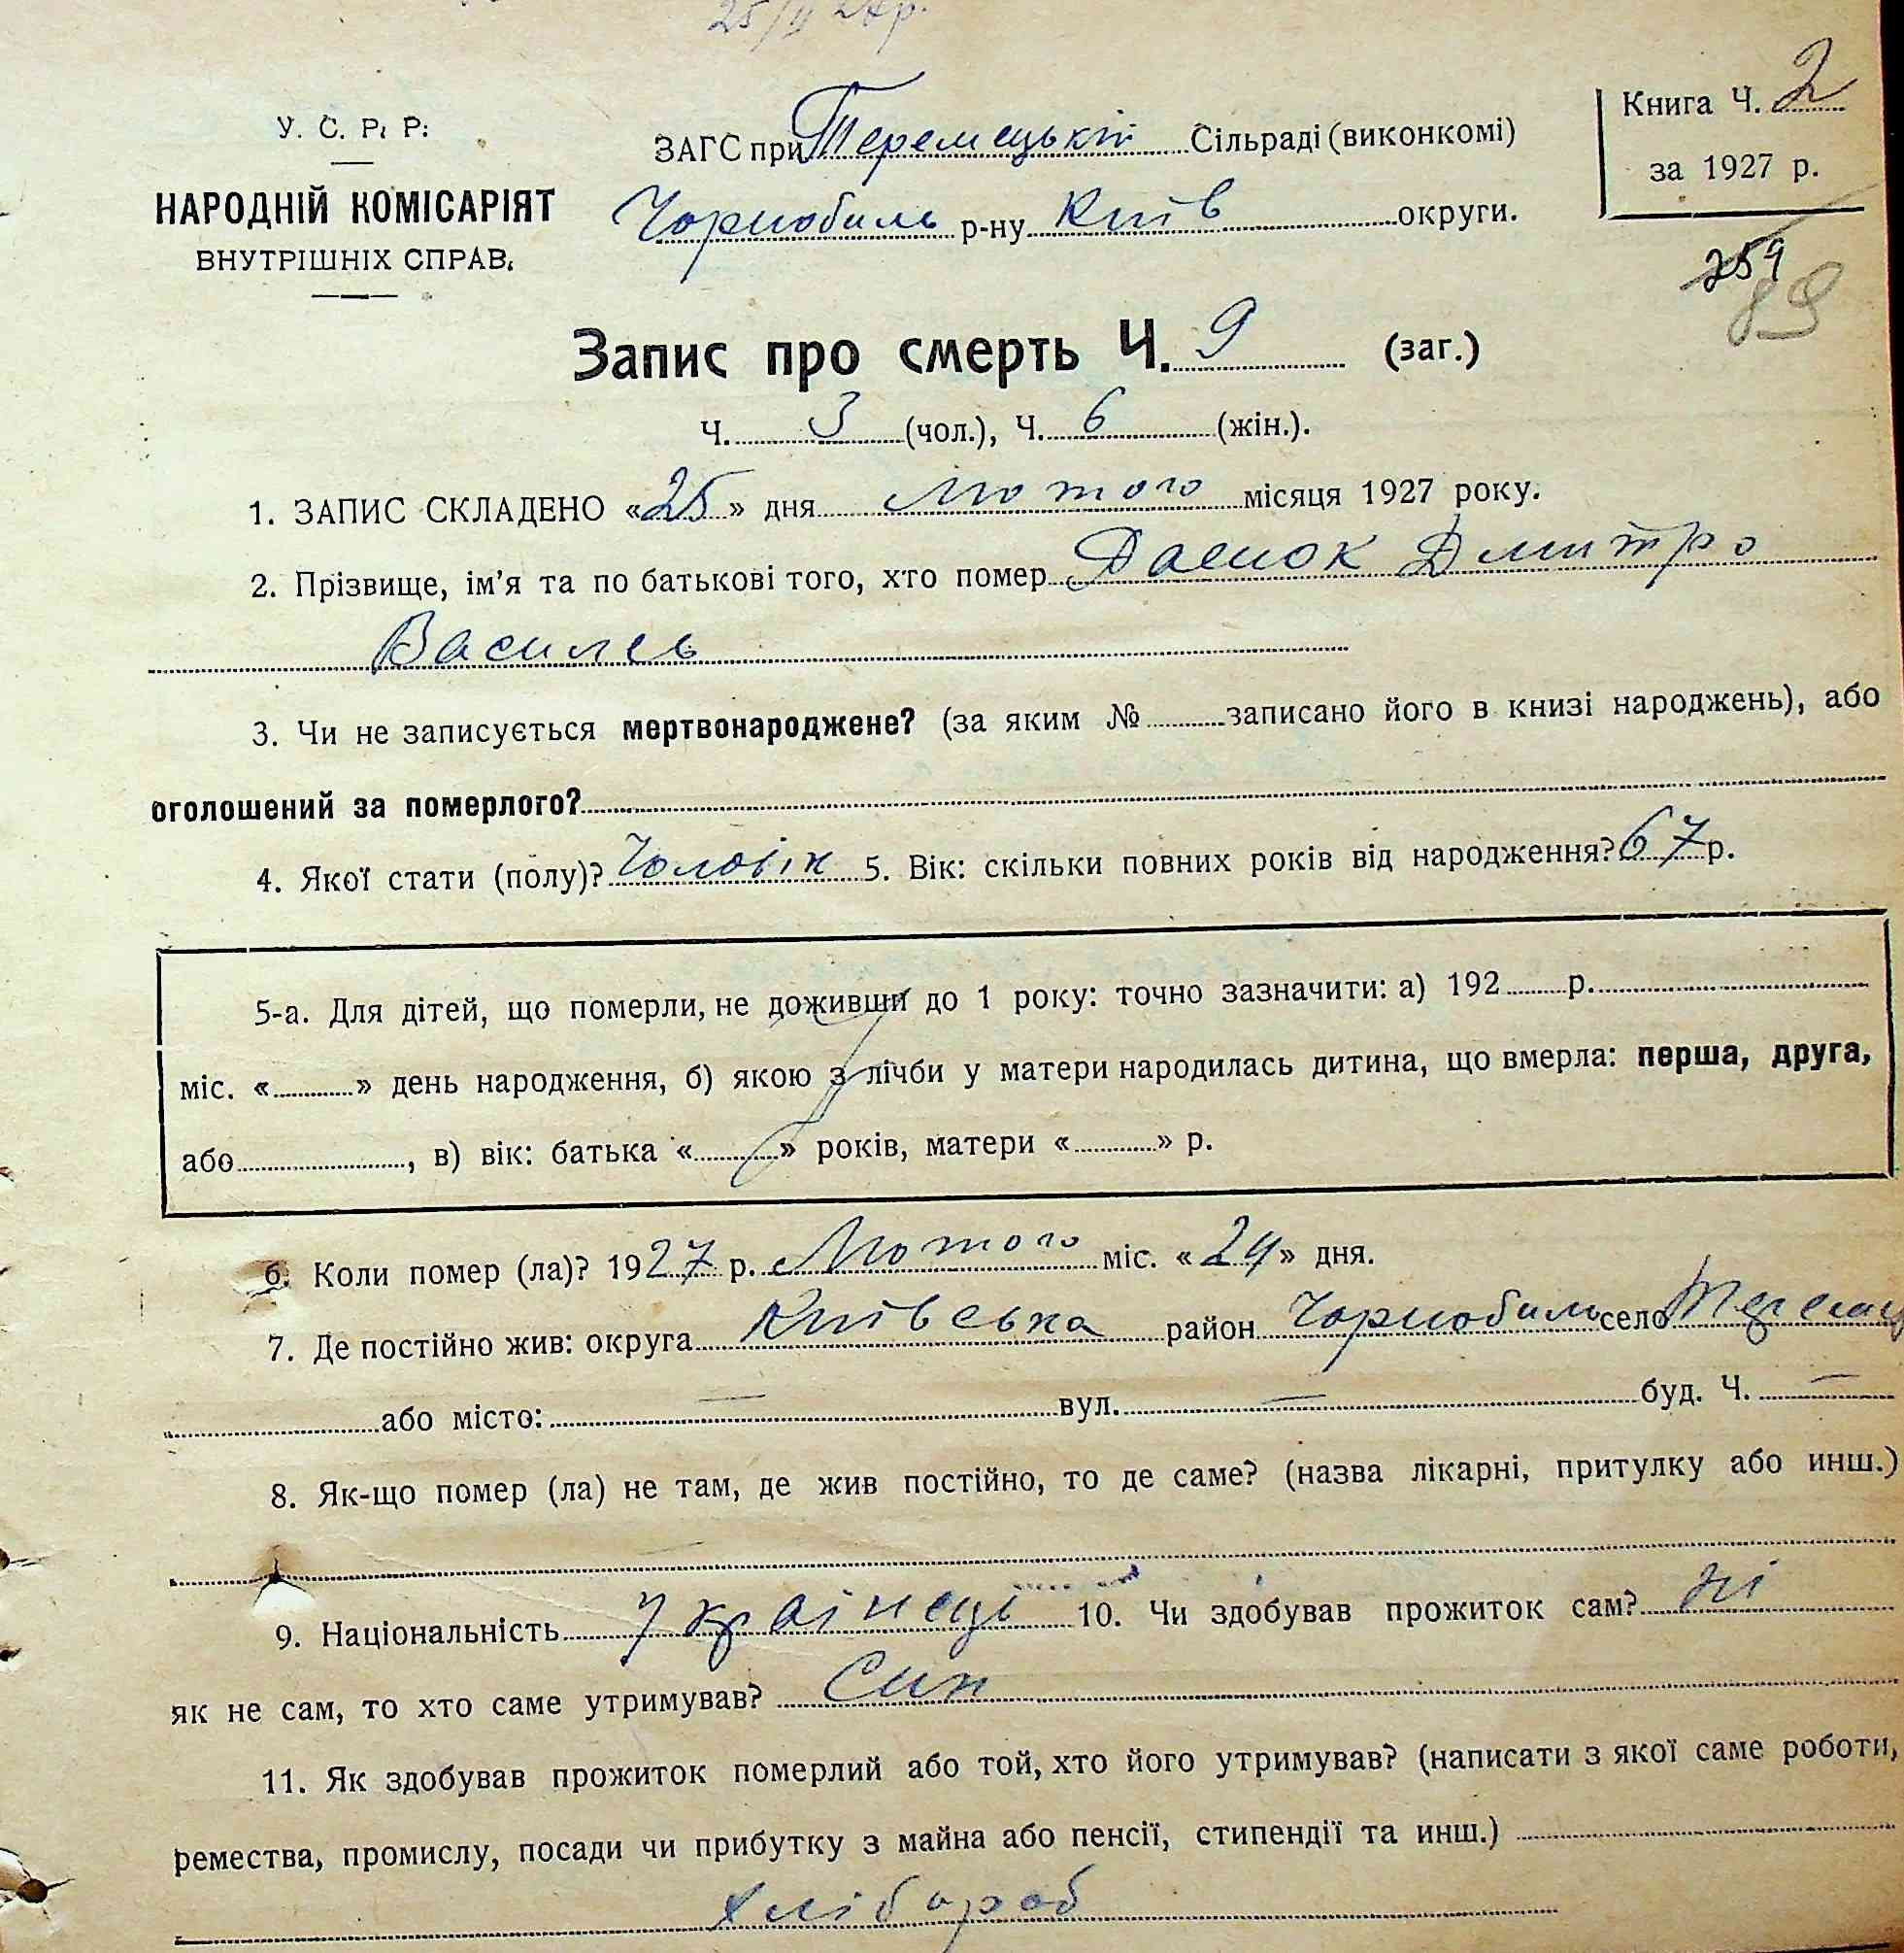 25/II 27р.
У. С. Р. Р.
НАРОДНІЙ КОМІСАРІЯТ
ВНУТРІШНІХ СПРАВ.
ЗАГС при Теремецькій Сільраді (виконкомі)
Чорнобиль р-ну Київ округи.
Книга Ч. 2
за 1927 р.
259
89
Запис про смерть Ч. 9 (заг.)
Ч. 3 (чол.), Ч. 6 (жін.).
1. ЗАПИС СКЛАДЕНО «25» дня Лютого місяця 1927 року.
2. Прізвище, ім'я та по батькові того, хто помер Дмитро
Василев
3. Чи не записується мертвонароджене? (за яким № записано його в книзі народжень), або
оголошений за померлого?
4. Якої стати (полу)? Чоловік 5. Вік: скільки повних років від народження? 67 р.
5-а. Для дітей, що померли, не доживши до 1 року: точно зазначити: а) 192 р.
міс. « » день народження, б) якою з лічби у матери народилась дитина, що вмерла: перша, друга,
або , в) вік: батька « » років, матери « » р.
6. Коли помер (ла)? 1927 р. Лютого міс. «24» дня.
7. Де постійно жив: округа Київська район Чорнобиль село Теремц
або місто: — вул. — буд. Ч. —
8. Як-що помер (ла) не там, де жив постійно, то де саме? (назва лікарні, притулку або инш.)
9. Національність Українець 10. Чи здобував прожиток сам? ні
як не сам, то хто саме утримував? Син
11. Як здобував прожиток померлий або той, хто його утримував? (написати з якої саме роботи,
ремества, промислу, посади чи прибутку з майна або пенсії, стипендії та инш.)
Хлібороб